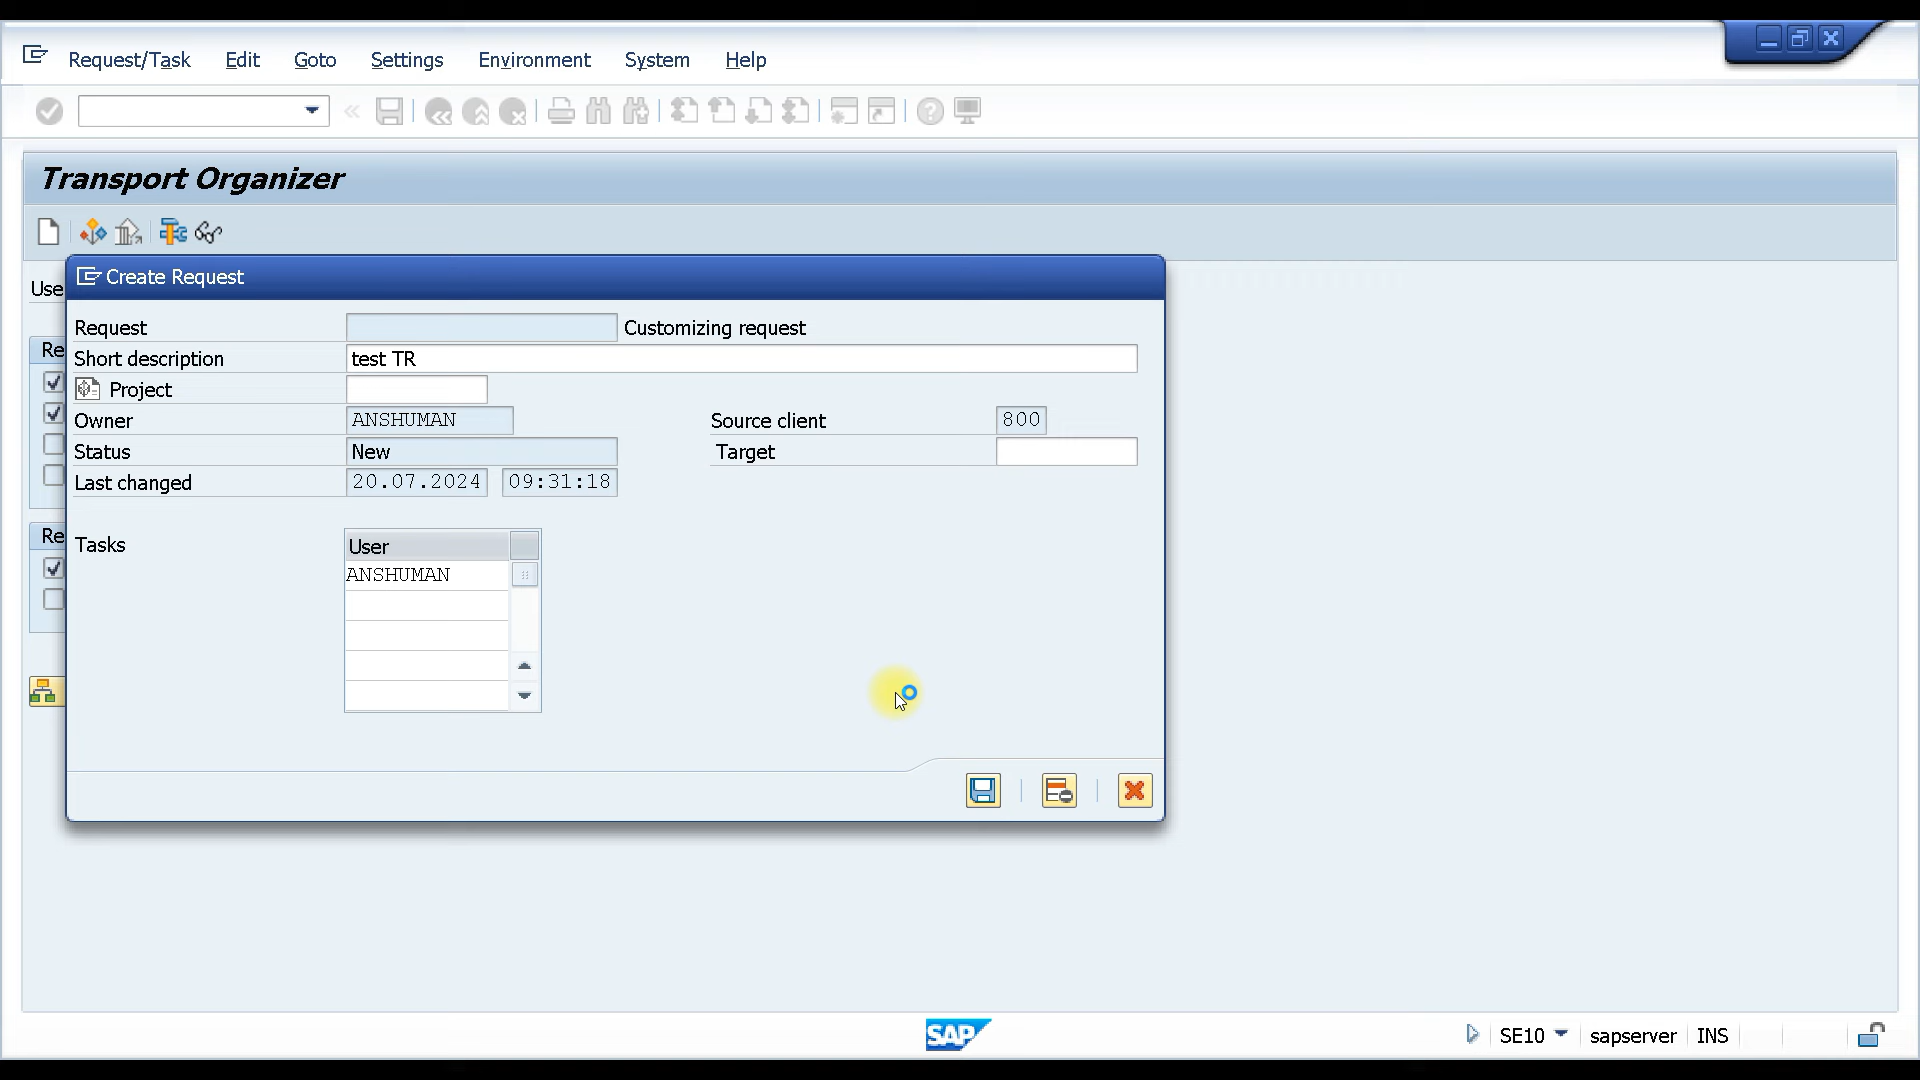 Request/Task Edit Goto Settings Environment System Help
Transport Organizer
Use
Create Request
Request Customizing request
Re
Short description test TR
Project
Owner ANSHUMAN Source client 800
Status New Target
Last changed 20.07.2024 09:31:18
Re
Tasks User
ANSHUMAN
SAP SE10 sapserver INS